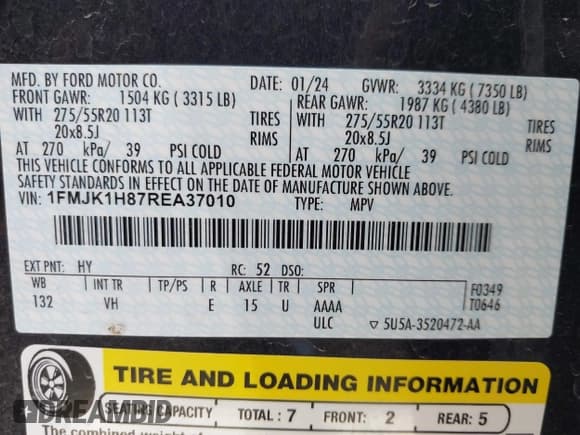 MFD. BY FORD MOTOR CO.
DATE: 01/24 GVWR: 3334 KG ( 7350 LB)
FRONT GAWR: 1504 KG ( 3315 LB)
REAR GAWR: 1987 KG ( 4380 LB)
WITH 275/55R20 113T TIRES
WITH 275/55R20 113T TIRES
20x8.5J RIMS
20x8.5J RIMS
AT 270 kPa/ 39 PSI COLD
AT 270 kPa/ 39 PSI COLD
THIS VEHICLE CONFORMS TO ALL APPLICABLE FEDERAL MOTOR VEHICLE
SAFETY STANDARDS IN EFFECT ON THE DATE OF MANUFACTURE SHOWN ABOVE.
VIN: 1FMJK1H87REA37010 TYPE: MPV
EXT PNT: HY RC: 52 DSO:
WB INT TR TP/PS R AXLE TR SPR
132 VH E 15 U AAAA
ULC
F0349
T0646
▽ 5U5A-3520472-AA
TIRE AND LOADING INFORMATION
SEATING CAPACITY TOTAL : 7 FRONT: 2 REAR: 5
The combined weight of
DREAMBID